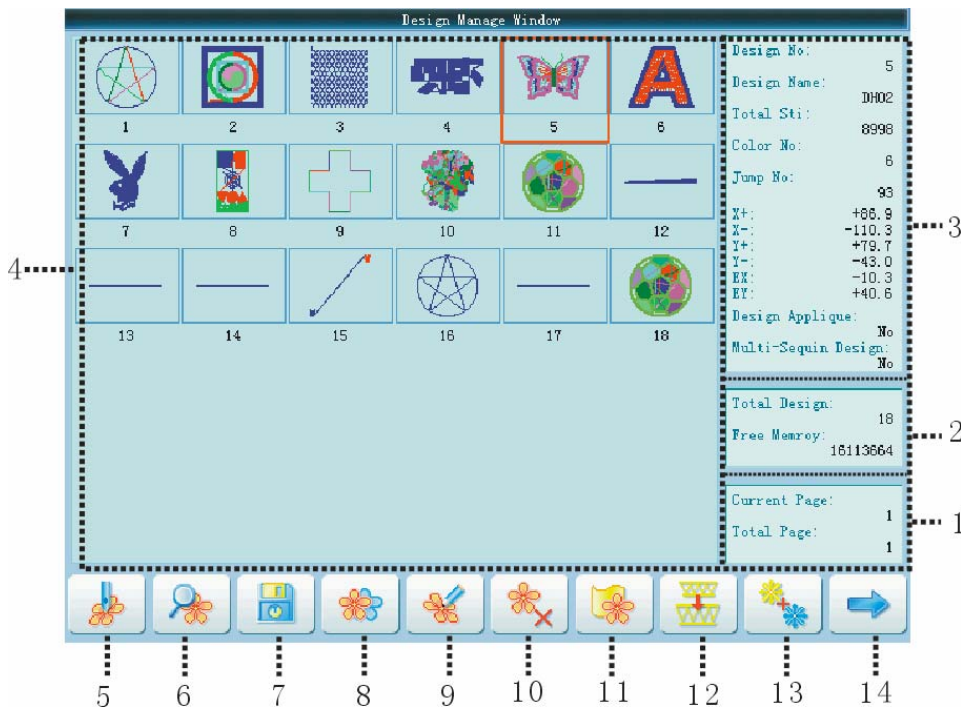 Design Manage Window
1 2 3 4 5 6
7 8 9 10 11 12
13 14 15 16 17 18
Design No:
5
Design Name:
DH02
Total Sti:
8998
Color No:
6
Jump No:
93
X+: +86.9
X-: -110.3
Y+: +79.7
Y-: -43.0
EX: -10.3
EY: +40.6
Design Applique:
No
Multi-Sequin Design:
No
Total Design:
18
Free Memroy:
16113664
Current Page:
1
Total Page:
1
A
4
3
2
1
5 6 7 8 9 10 11 12 13 14